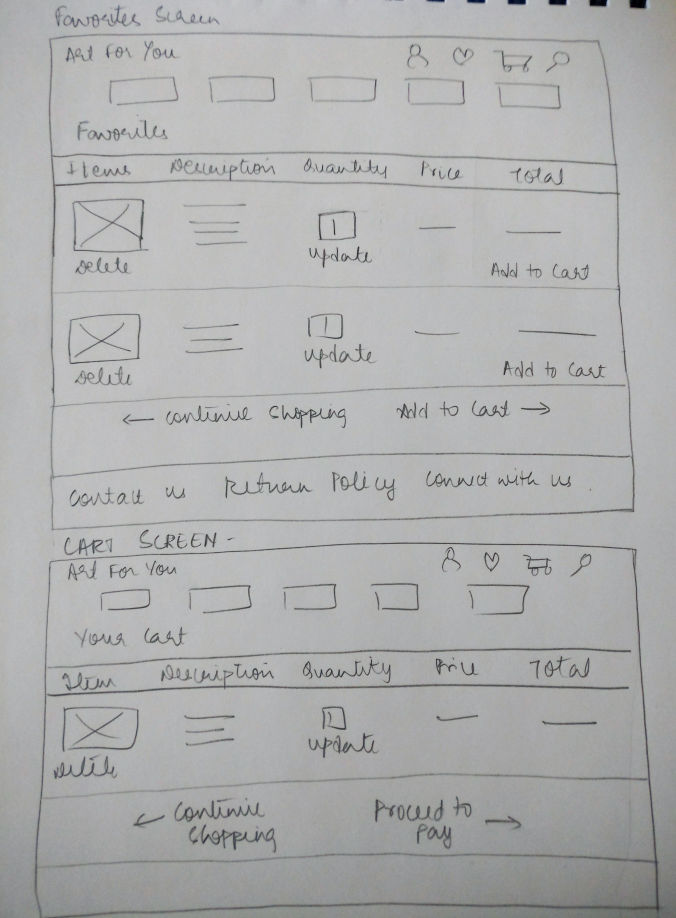 Favorites Screen
Art For You
Favorites
Items Description Quantity Price Total
1
Delete update
Add to Cart
1
Delete update Add to Cart
← Continue Shopping Add to Cart →
Contact us Return Policy Connect with us .
CART SCREEN -
Art For You
Your Cart
Item Description Quantity Price Total
1
Delete update
← Continue Shopping
Proceed to Pay →